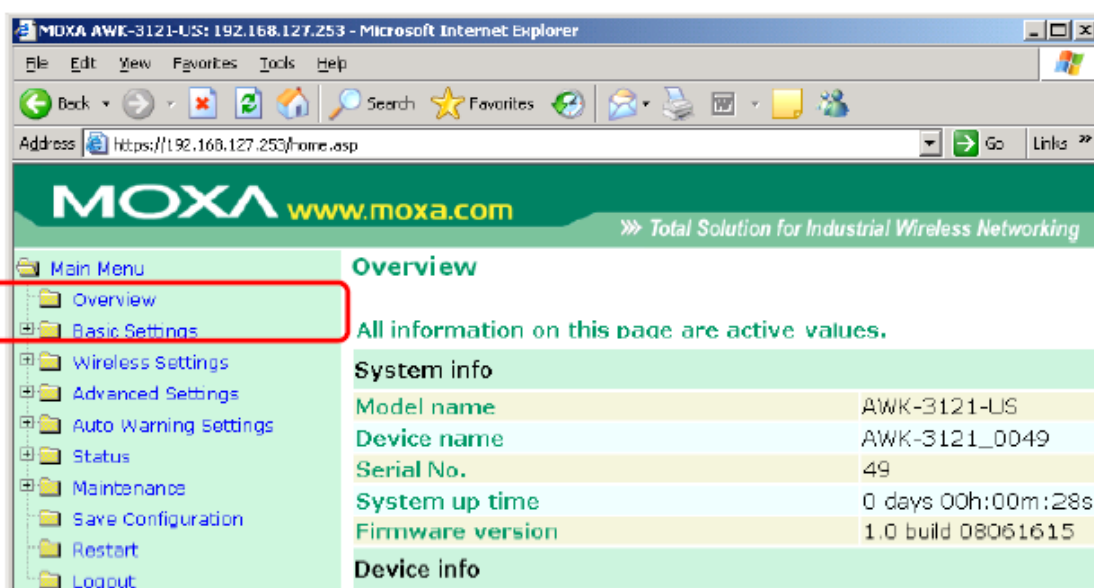 MOXA AWK-3121-US: 192.168.127.253 - Microsoft Internet Explorer
File Edit View Favorites Tools Help
Back Search Favorites
Address https://192.168.127.253/home.asp Go Links »
MOXA www.moxa.com
»» Total Solution for Industrial Wireless Networking
Main Menu
Overview
Basic Settings
Wireless Settings
Advanced Settings
Auto Warning Settings
Status
Maintenance
Save Configuration
Restart
Logout
Overview
All information on this page are active values.
System info
Model name AWK-3121-US
Device name AWK-3121_0049
Serial No. 49
System up time 0 days 00h:00m:28s
Firmware version 1.0 build 08061615
Device info